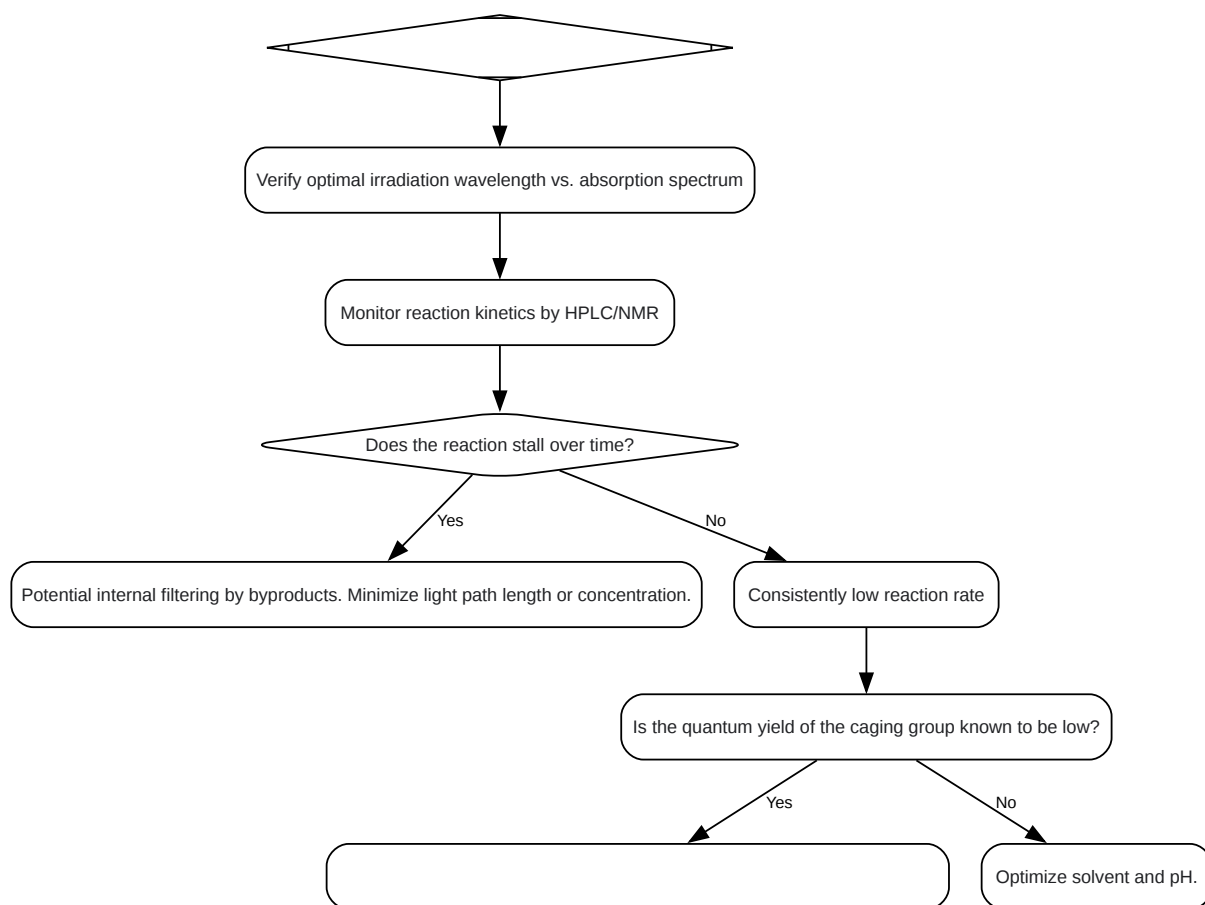 Verify optimal irradiation wavelength vs. absorption spectrum
Monitor reaction kinetics by HPLC/NMR
Does the reaction stall over time?
Yes
No
Potential internal filtering by byproducts. Minimize light path length or concentration.
Consistently low reaction rate
Is the quantum yield of the caging group known to be low?
Yes
No
Optimize solvent and pH.